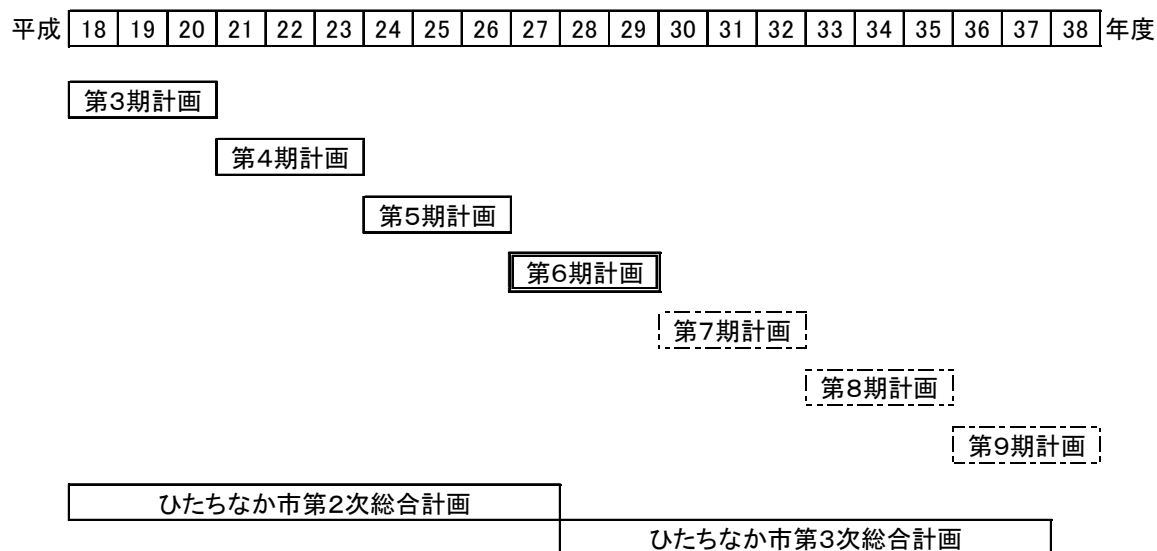 平成 18 19 20 21 22 23 24 25 26 27 28 29 30 31 32 33 34 35 36 37 38 年度
第3期計画
第4期計画
第5期計画
第6期計画
第7期計画
第8期計画
第9期計画
ひたちなか市第2次総合計画
ひたちなか市第3次総合計画